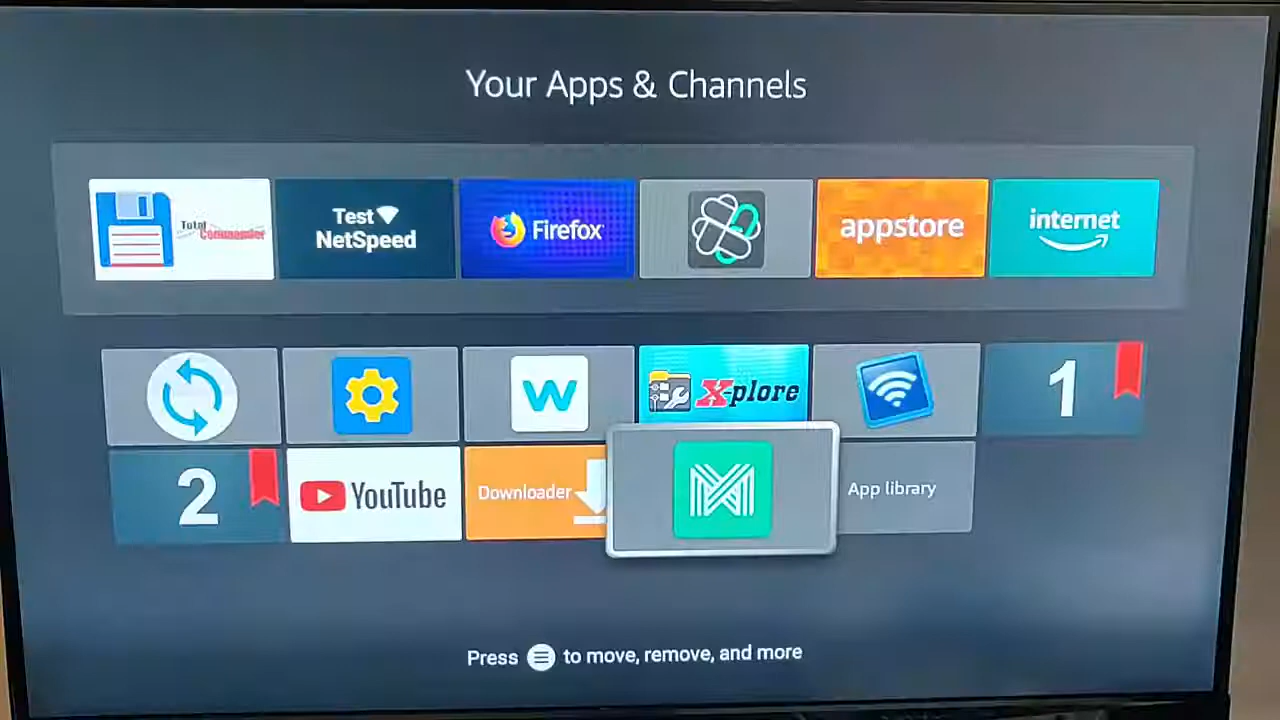 Your Apps & Channels
Total
Commander
Test
NetSpeed
Firefox
appstore
internet
W
X-plore
1
2
YouTube
Downloader
App library
Press to move, remove, and more